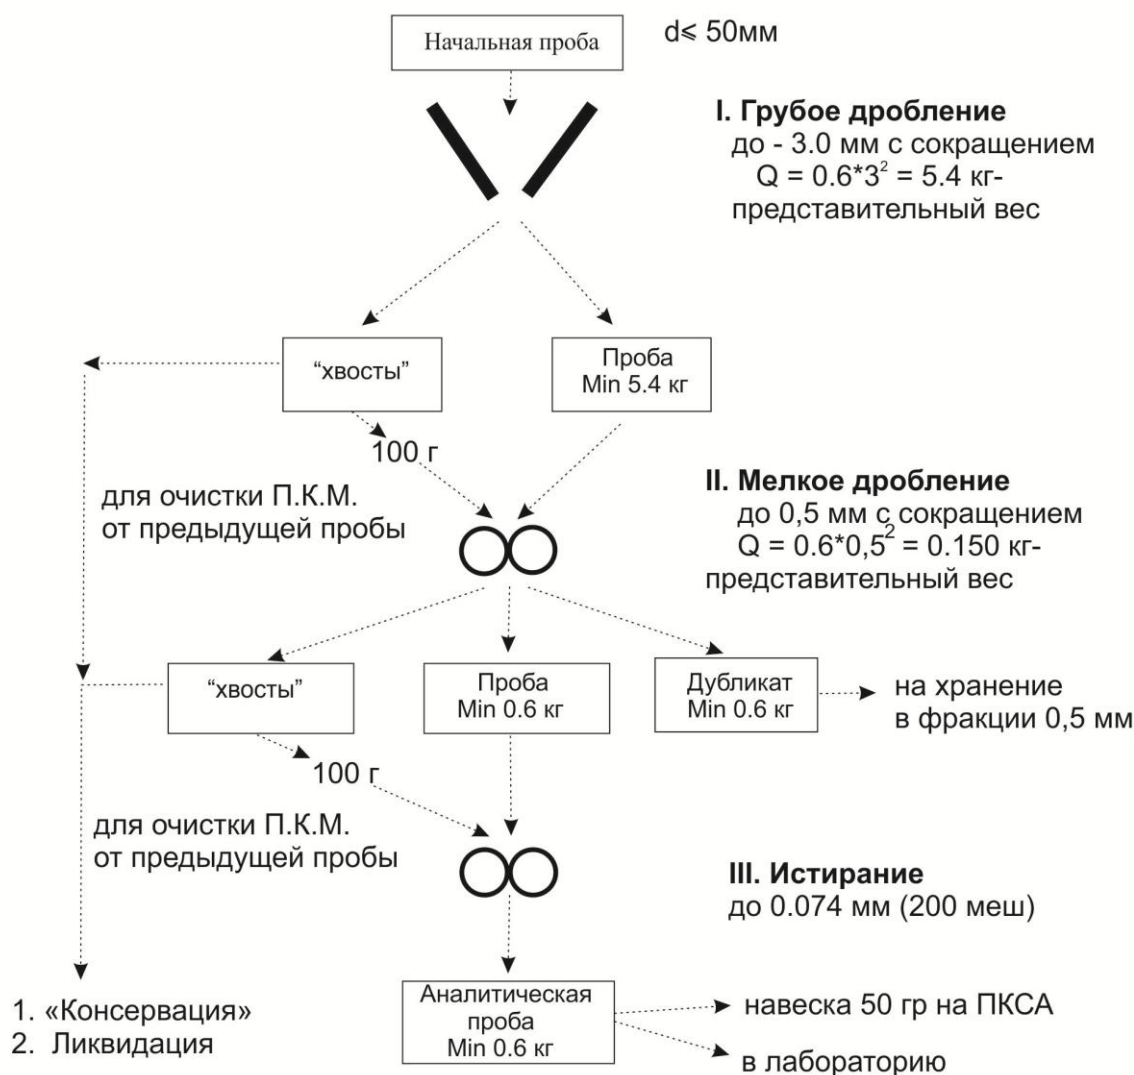 Начальная проба
d⩽ 50мм
I. Грубое дробление
до - 3.0 мм с сокращением
Q = 0.6*3² = 5.4 кг-
представительный вес
“хвосты”
Проба
Min 5.4 кг
100 г
для очистки П.К.М.
от предыдущей пробы
II. Мелкое дробление
до 0,5 мм с сокращением
Q = 0.6*0,5² = 0.150 кг-
представительный вес
“хвосты”
Проба
Min 0.6 кг
Дубликат
Min 0.6 кг
на хранение
в фракции 0,5 мм
100 г
для очистки П.К.М.
от предыдущей пробы
III. Истирание
до 0.074 мм (200 меш)
1. «Консервация»
2. Ликвидация
Аналитическая
проба
Min 0.6 кг
навеска 50 гр на ПКСА
в лабораторию